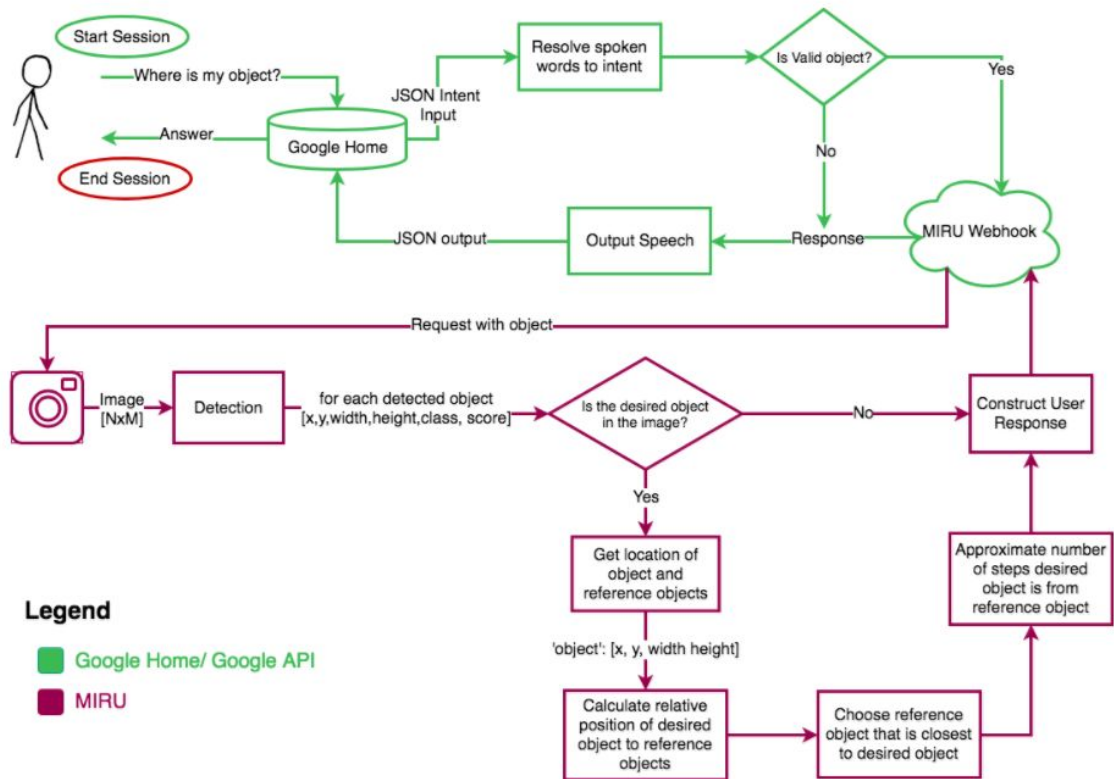 Start Session
Where is my object?
Answer
End Session
Google Home
JSON Intent
Input
Resolve spoken
words to intent
Is Valid object?
Yes
No
MIRU Webhook
Response
Output Speech
JSON output
Request with object
Image
[NxM]
Detection
for each detected object
[x,y,width,height,class, score]
Is the desired object
in the image?
No
Construct User
Response
Yes
Get location of
object and
reference objects
'object': [x, y, width height]
Calculate relative
position of desired
object to reference
objects
Choose reference
object that is closest
to desired object
Approximate number
of steps desired
object is from
reference object
Legend
Google Home/ Google API
MIRU